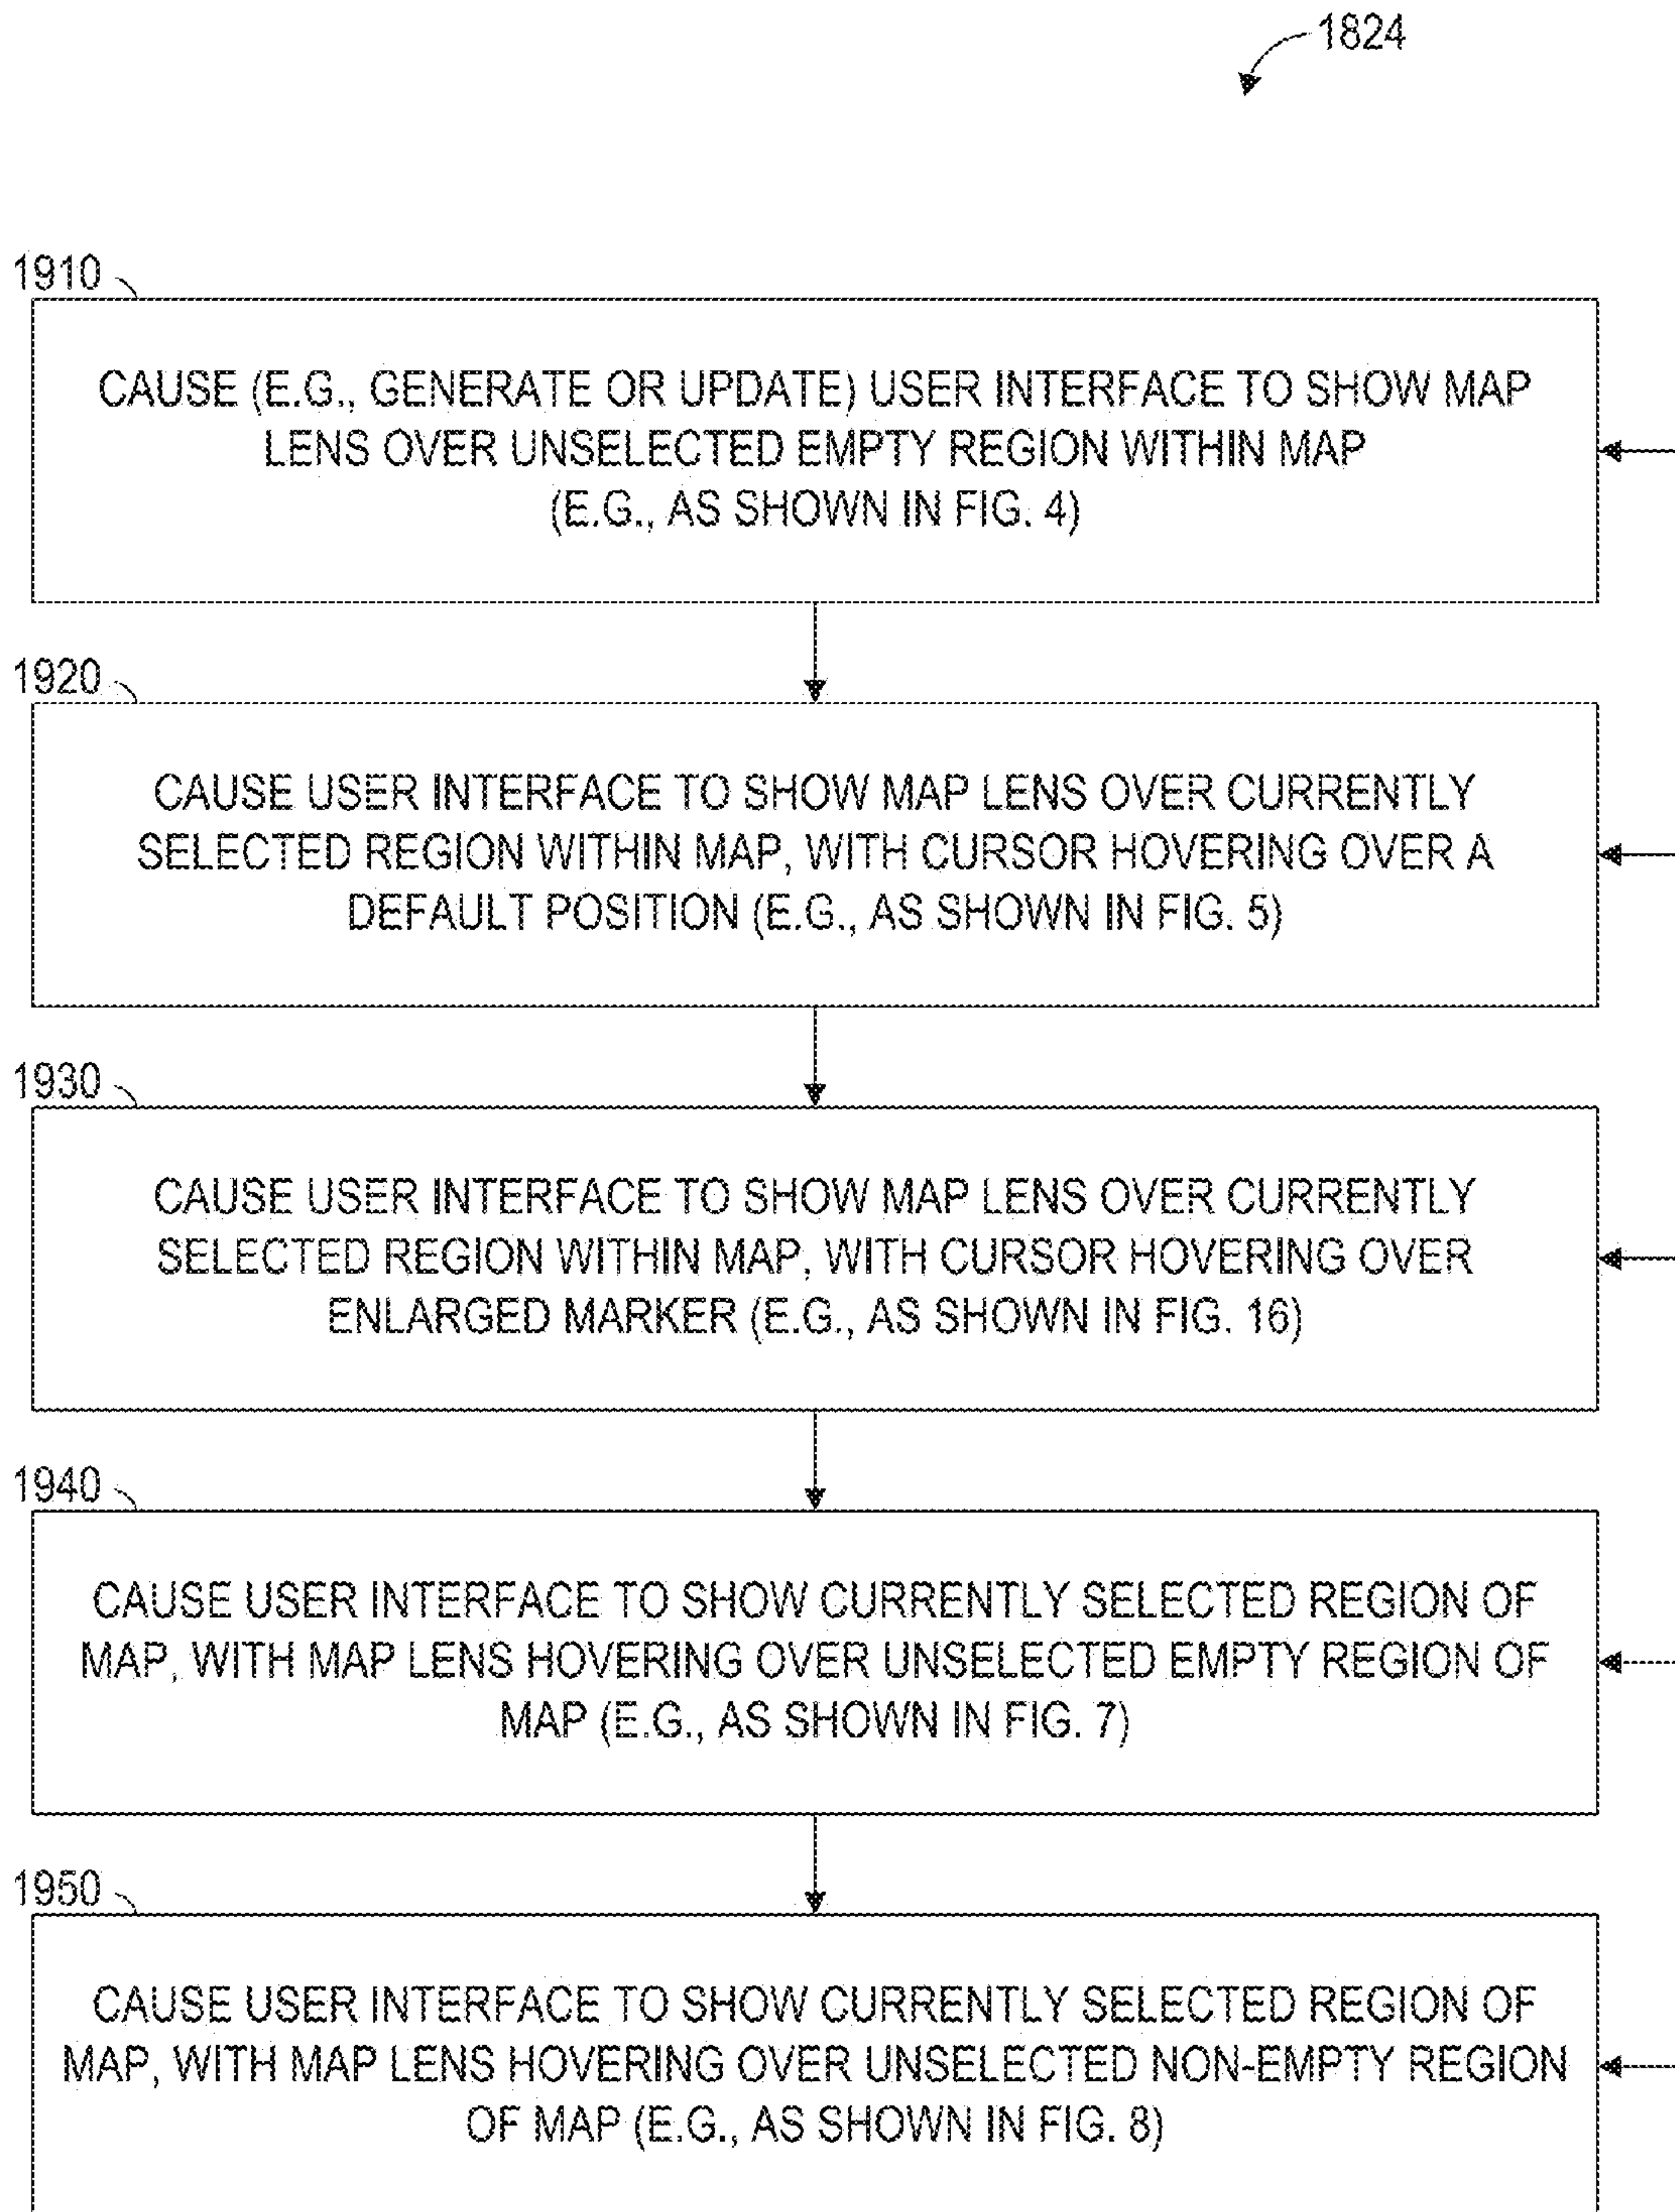 1824
1910
CAUSE (E.G., GENERATE OR UPDATE) USER INTERFACE TO SHOW MAP
LENS OVER UNSELECTED EMPTY REGION WITHIN MAP
(E.G., AS SHOWN IN FIG. 4)
1920
CAUSE USER INTERFACE TO SHOW MAP LENS OVER CURRENTLY
SELECTED REGION WITHIN MAP, WITH CURSOR HOVERING OVER A
DEFAULT POSITION (E.G., AS SHOWN IN FIG. 5)
1930
CAUSE USER INTERFACE TO SHOW MAP LENS OVER CURRENTLY
SELECTED REGION WITHIN MAP, WITH CURSOR HOVERING OVER
ENLARGED MARKER (E.G., AS SHOWN IN FIG. 16)
1940
CAUSE USER INTERFACE TO SHOW CURRENTLY SELECTED REGION OF
MAP, WITH MAP LENS HOVERING OVER UNSELECTED EMPTY REGION OF
MAP (E.G., AS SHOWN IN FIG. 7)
1950
CAUSE USER INTERFACE TO SHOW CURRENTLY SELECTED REGION OF
MAP, WITH MAP LENS HOVERING OVER UNSELECTED NON-EMPTY REGION
OF MAP (E.G., AS SHOWN IN FIG. 8)